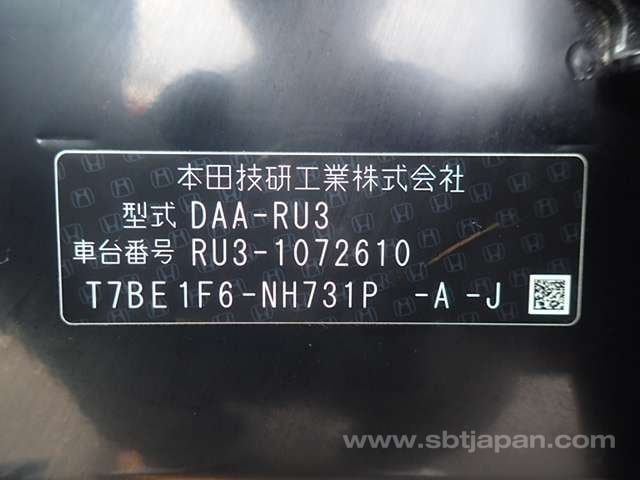 本田技研工業株式会社
型式 DAA-RU3
車台番号 RU3-1072610
T7BE1F6-NH731P -A -J
www.sbtjapan.com